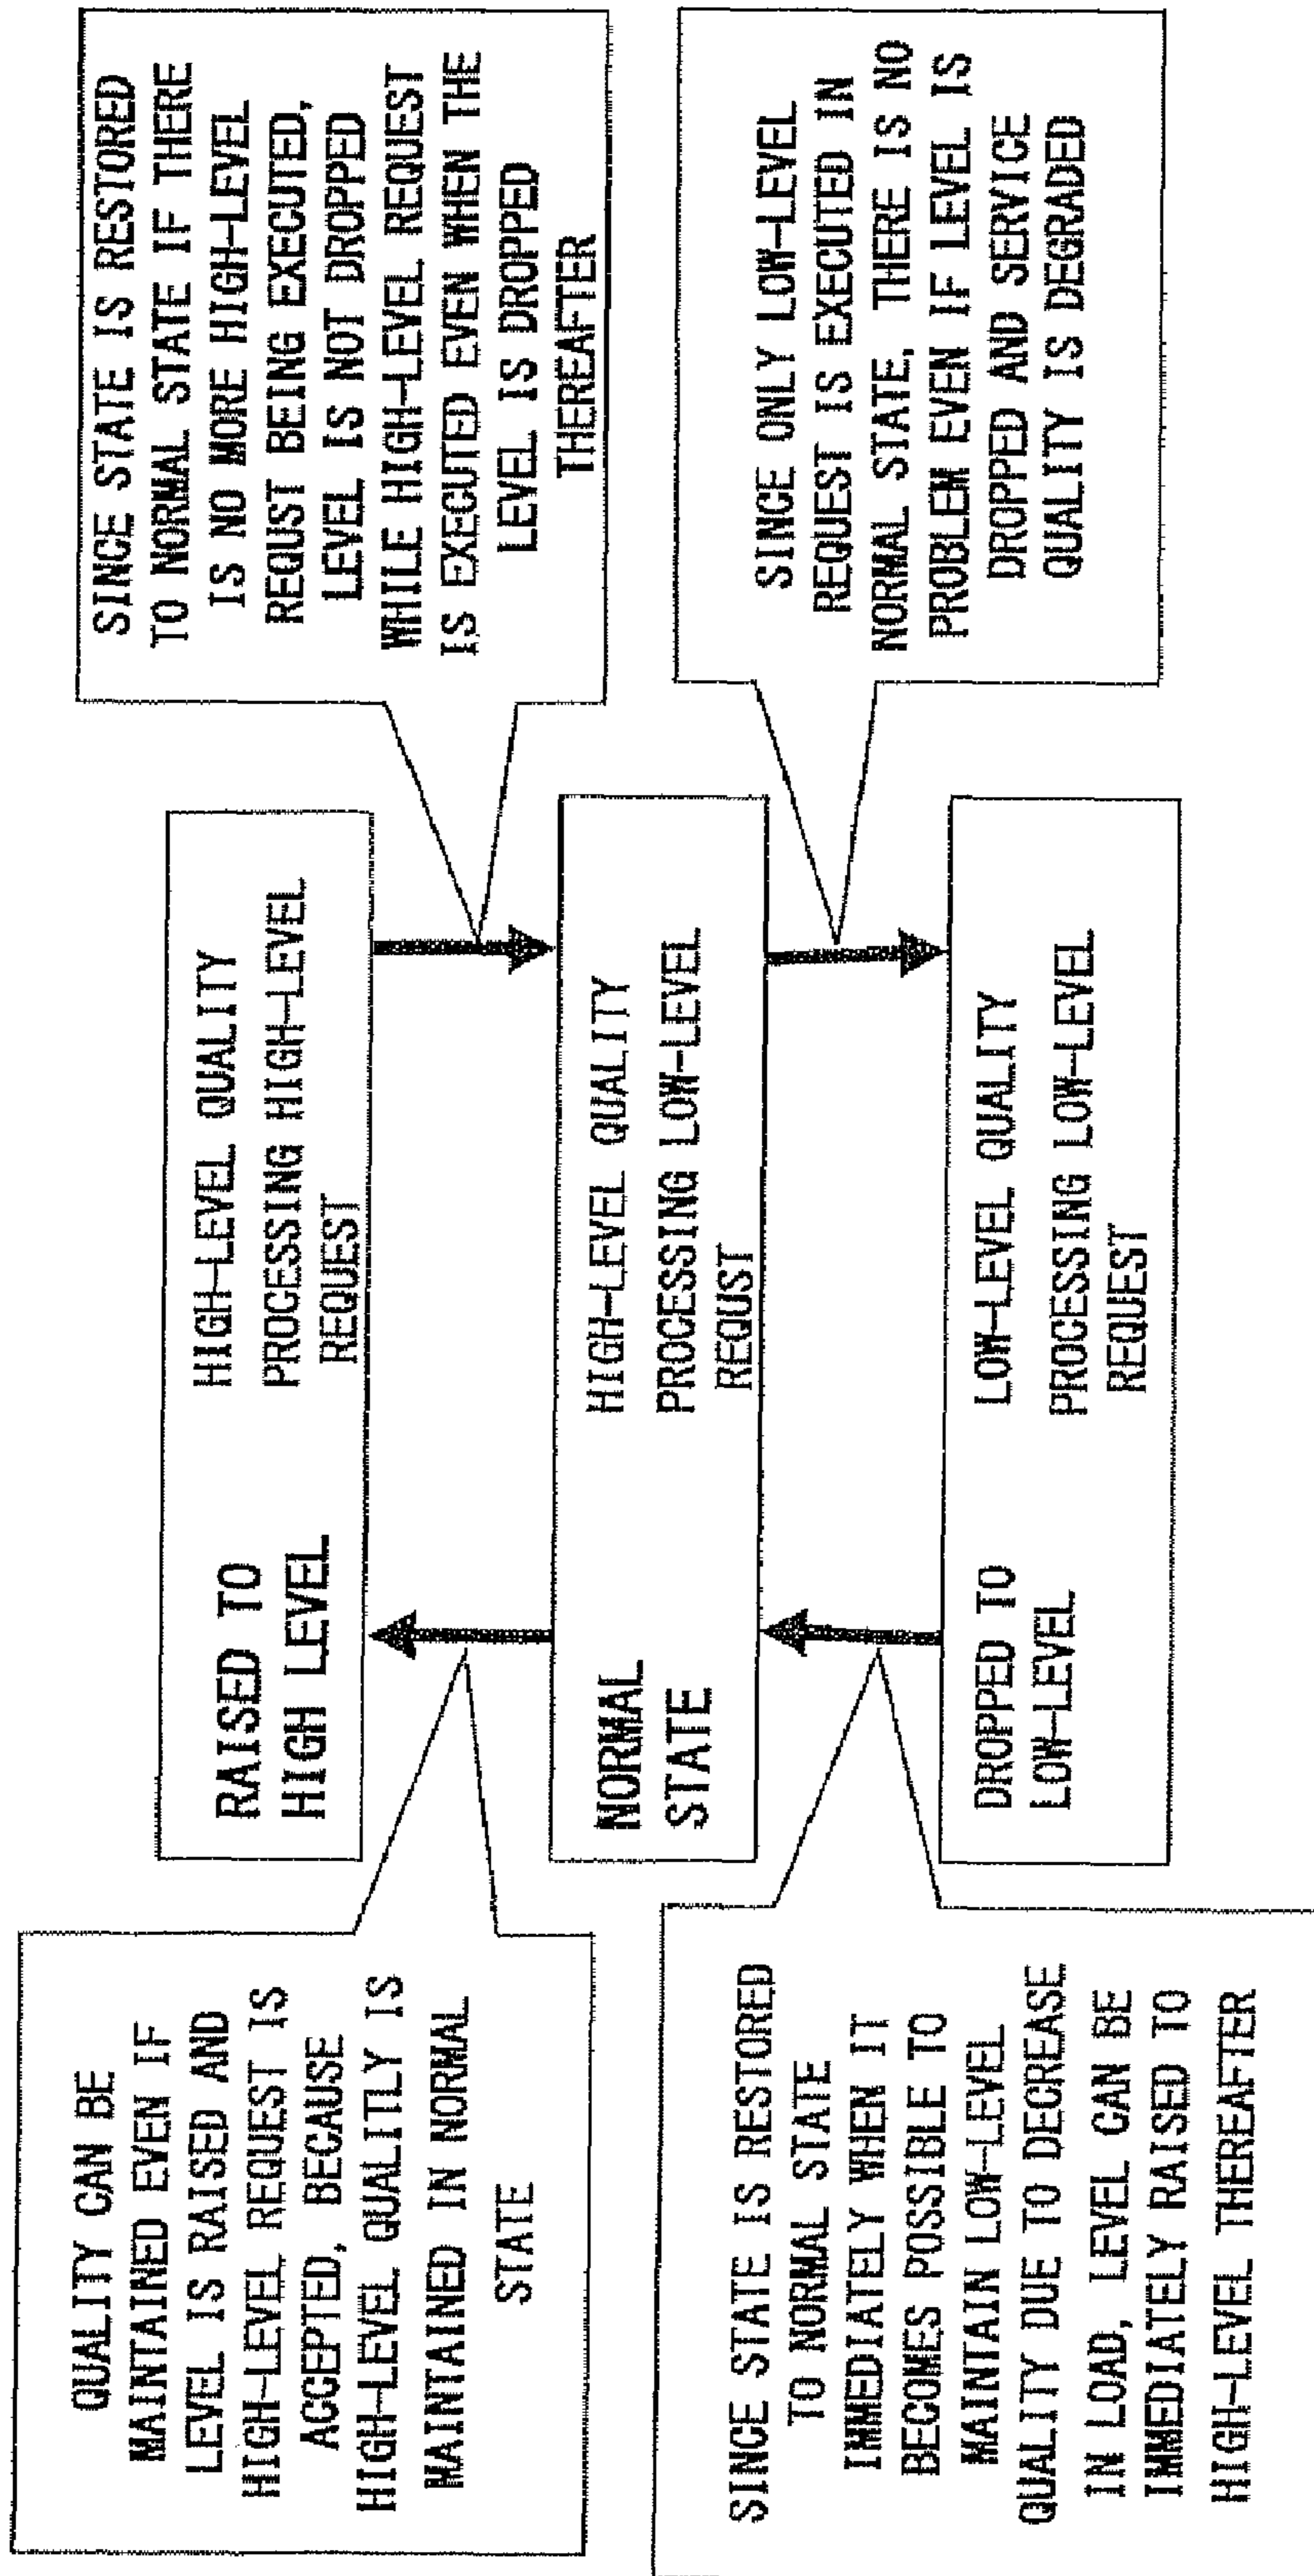 QUALITY CAN BE
MAINTAINED EVEN IF
LEVEL IS RAISED AND
HIGH-LEVEL REQUEST IS
ACCEPTED, BECAUSE
HIGH-LEVEL QUALITLY IS
MAINTAINED IN NORMAL
STATE
RAISED TO
HIGH LEVEL
HIGH-LEVEL QUALITY
PROCESSING HIGH-LEVEL
REQUEST
SINCE STATE IS RESTORED
TO NORMAL STATE IF THERE
IS NO MORE HIGH-LEVEL
REQUST BEING EXECUTED,
LEVEL IS NOT DROPPED
WHILE HIGH-LEVEL REQUEST
IS EXECUTED EVEN WHEN THE
LEVEL IS DROPPED
THEREAFTER
NORMAL
STATE
HIGH-LEVEL QUALITY
PROCESSING LOW-LEVEL
REQUST
SINCE STATE IS RESTORED
TO NORMAL STATE
IMMEDIATELY WHEN IT
BECOMES POSSIBLE TO
MAINTAIN LOW-LEVEL
QUALITY DUE TO DECREASE
IN LOAD, LEVEL CAN BE
IMMEDIATELY RAISED TO
HIGH-LEVEL THEREAFTER
DROPPED TO
LOW-LEVEL
LOW-LEVEL QUALITY
PROCESSING LOW-LEVEL
REQUEST
SINCE ONLY LOW-LEVEL
REQUEST IS EXECUTED IN
NORMAL STATE, THERE IS NO
PROBLEM EVEN IF LEVEL IS
DROPPED AND SERVICE
QUALITY IS DEGRADED